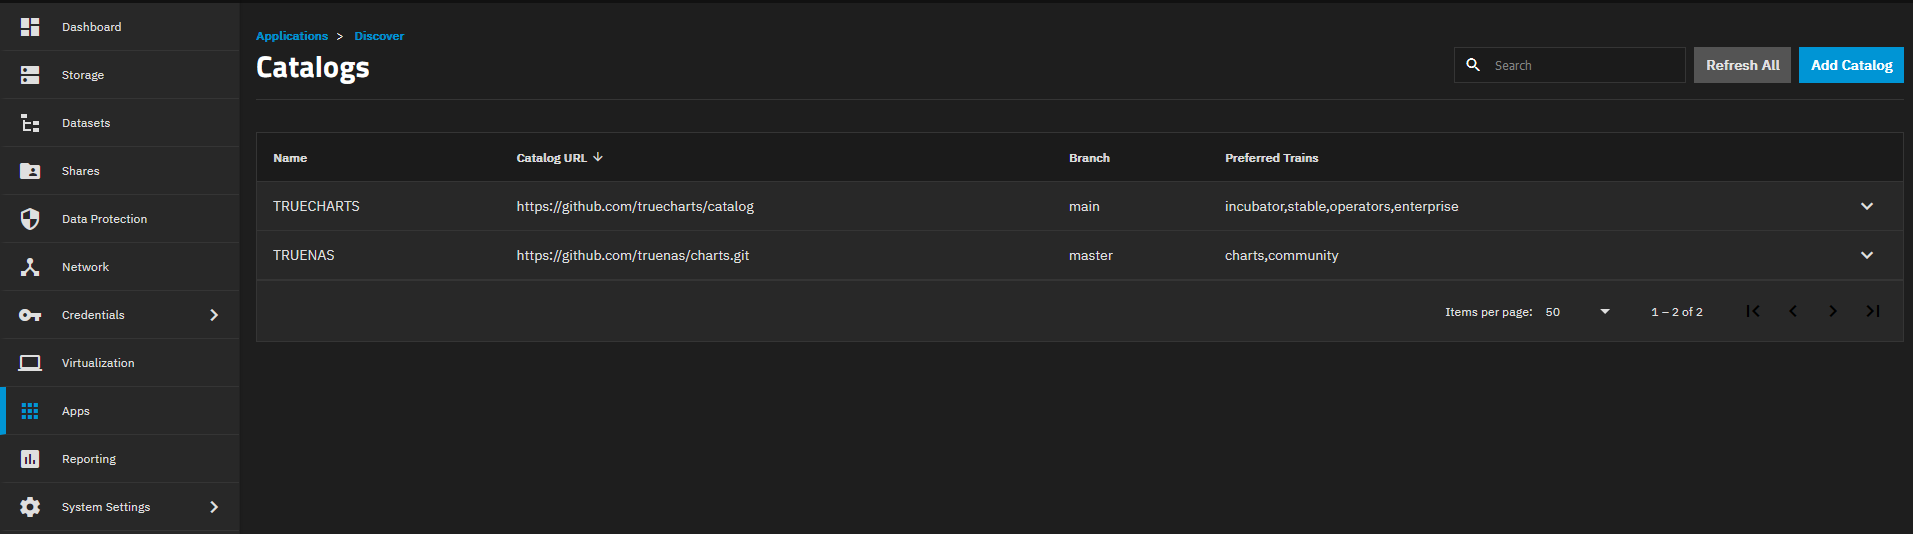 Dashboard
Storage
Datasets
Shares
Data Protection
Network
Credentials
Virtualization
Apps
Reporting
System Settings
Applications > Discover
Catalogs
Search
Refresh All
Add Catalog
Name Catalog URL Branch Preferred Trains
TRUECHARTS https://github.com/truecharts/catalog main incubator,stable,operators,enterprise
TRUENAS https://github.com/truenas/charts.git master charts,community
Items per page: 50 1 – 2 of 2